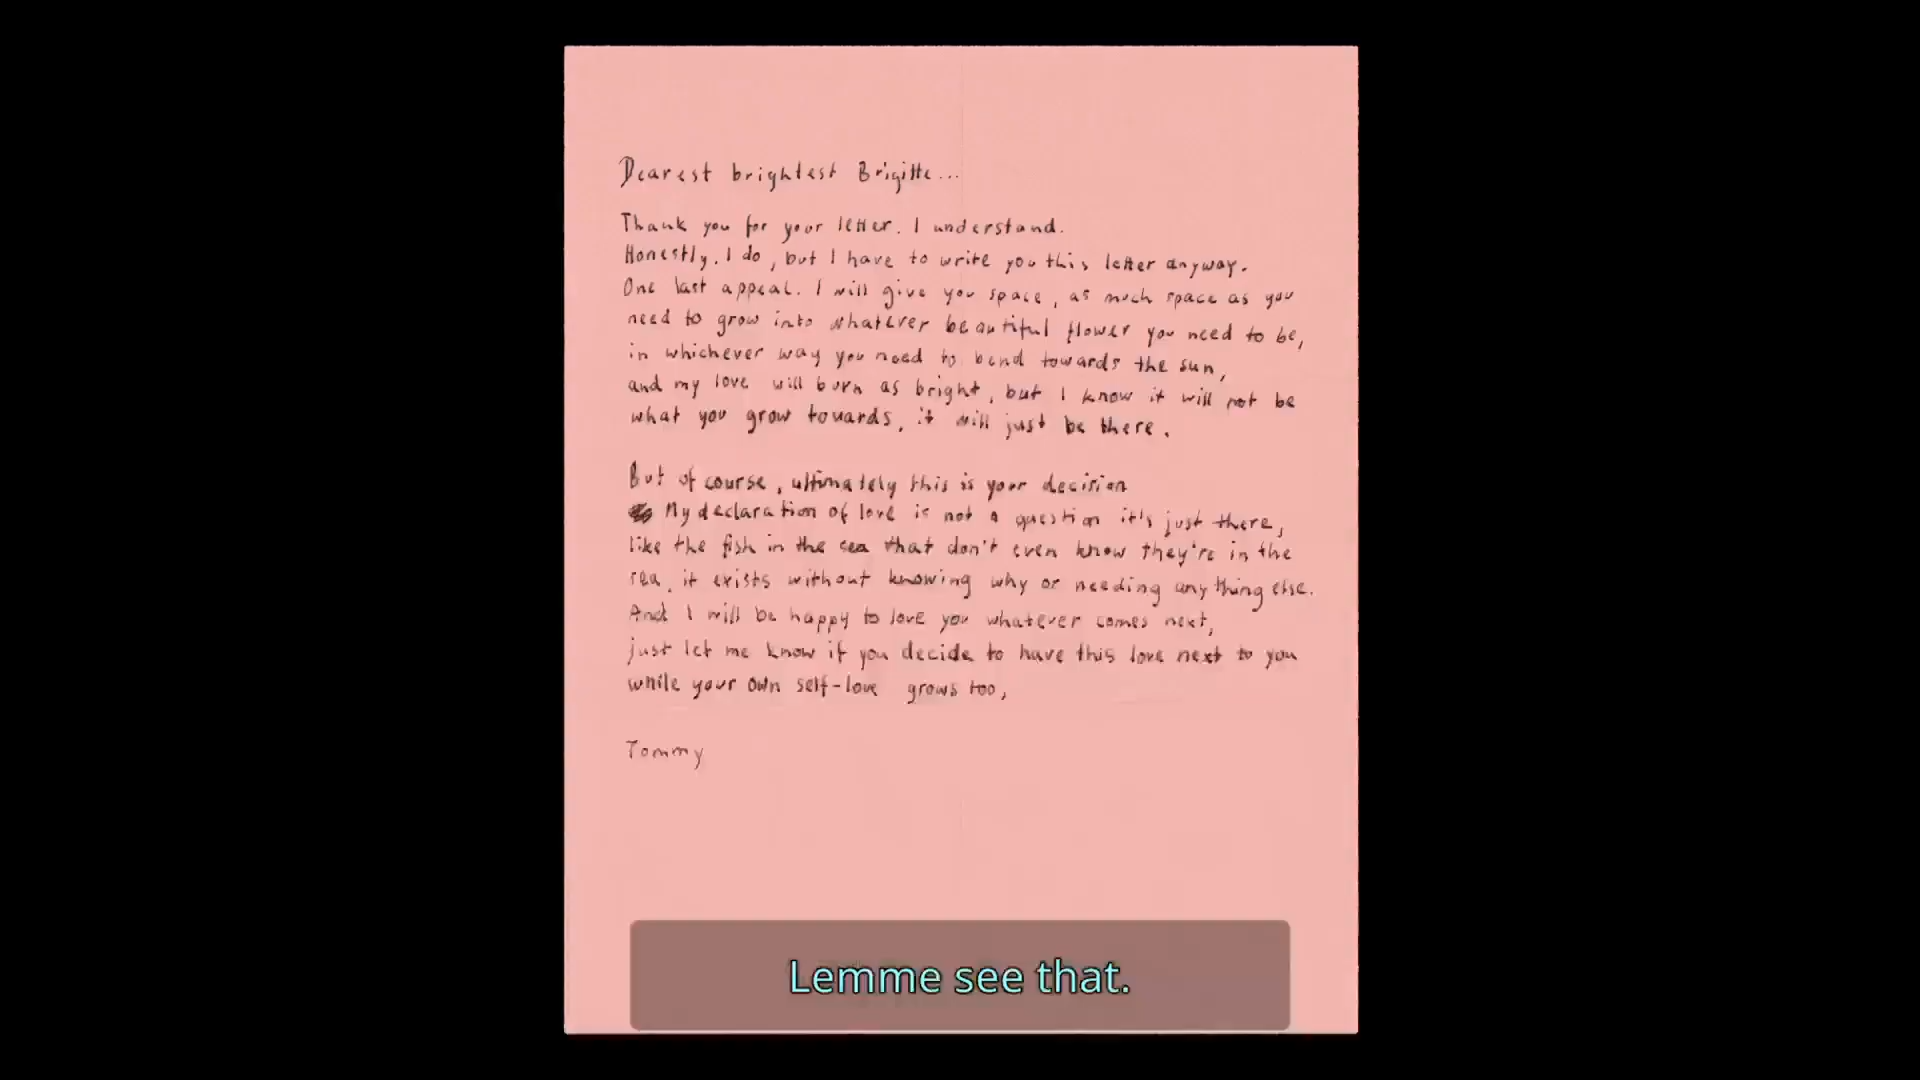 Dearest brightest Brigitte...
Thank you for your letter. I understand.
Honestly. I do, but I have to write you this letter anyway.
One last appeal. I will give you space, as much space as you
need to grow into whatever beautiful flower you need to be,
in whichever way you need to bend towards the sun,
and my love will burn as bright, but I know it will not be
what you grow towards, it will just be there.
But of course, ultimately this is your decision
My declaration of love is not a question it's just there,
like the fish in the sea that don't even know they're in the
sea, it exists without knowing why or needing anything else.
And I will be happy to love you whatever comes next,
just let me know if you decide to have this love next to you
while your own self-love grows too,
Tommy
Lemme see that.